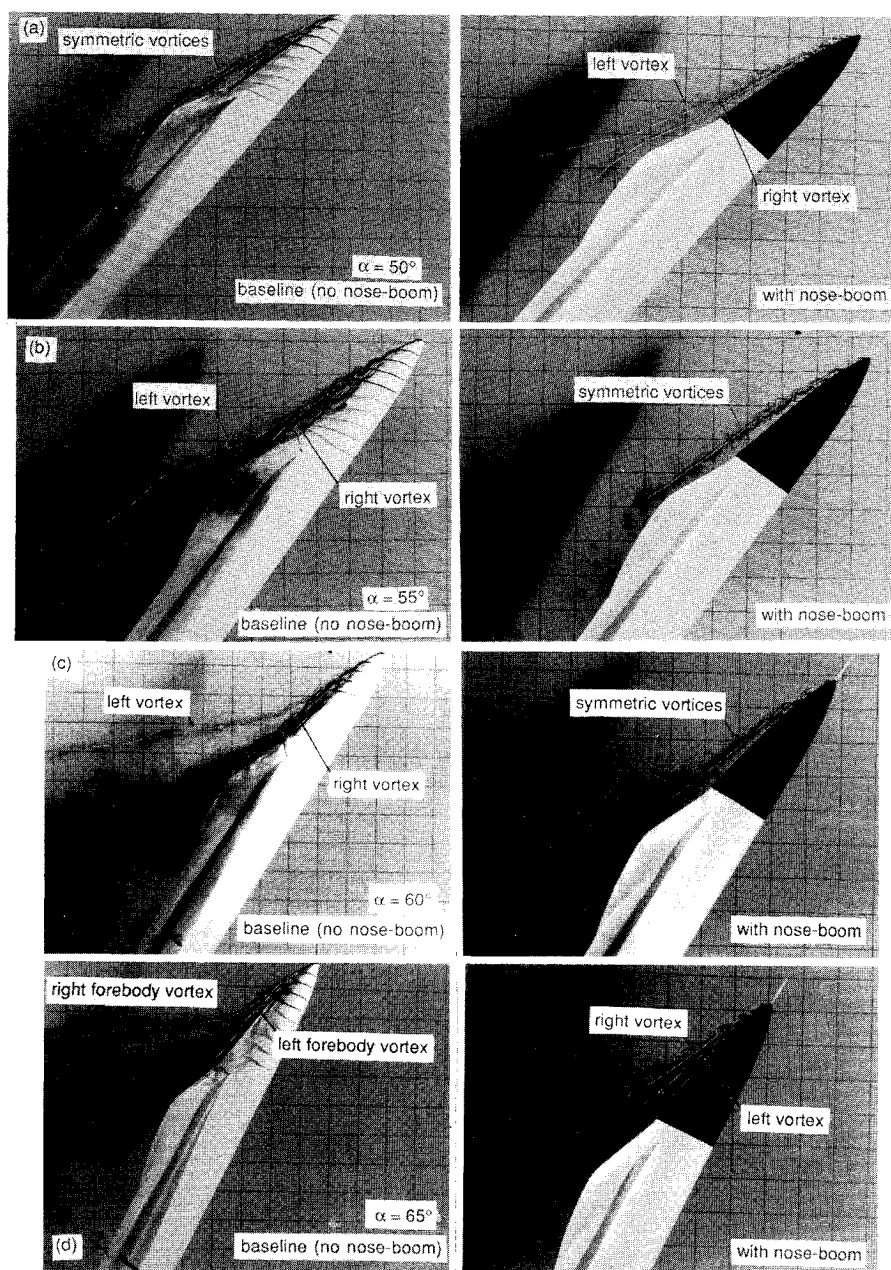 (a)
symmetric vortices
α = 50°
baseline (no nose-boom)
left vortex
right vortex
with nose-boom
(b)
left vortex
right vortex
α = 55°
baseline (no nose-boom)
symmetric vortices
with nose-boom
(c)
left vortex
right vortex
α = 60°
baseline (no nose-boom)
symmetric vortices
with nose-boom
right forebody vortex
left forebody vortex
α = 65°
(d)
baseline (no nose-boom)
right vortex
left vortex
with nose-boom